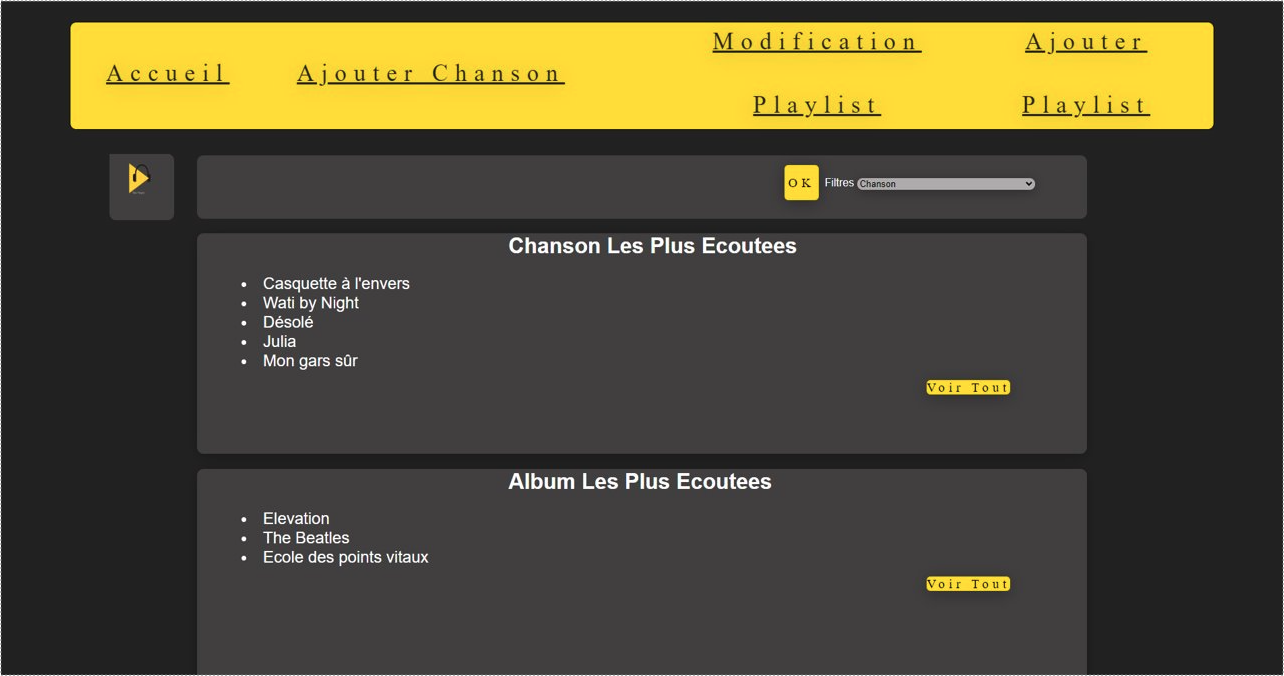 Accueil
Ajouter Chanson
Modification
Playlist
Ajouter
Playlist
OK
Filtres Chanson
Chanson Les Plus Ecoutees
Casquette à l'envers
Wati by Night
Désolé
Julia
Mon gars sûr
Voir Tout
Album Les Plus Ecoutees
Elevation
The Beatles
Ecole des points vitaux
Voir Tout